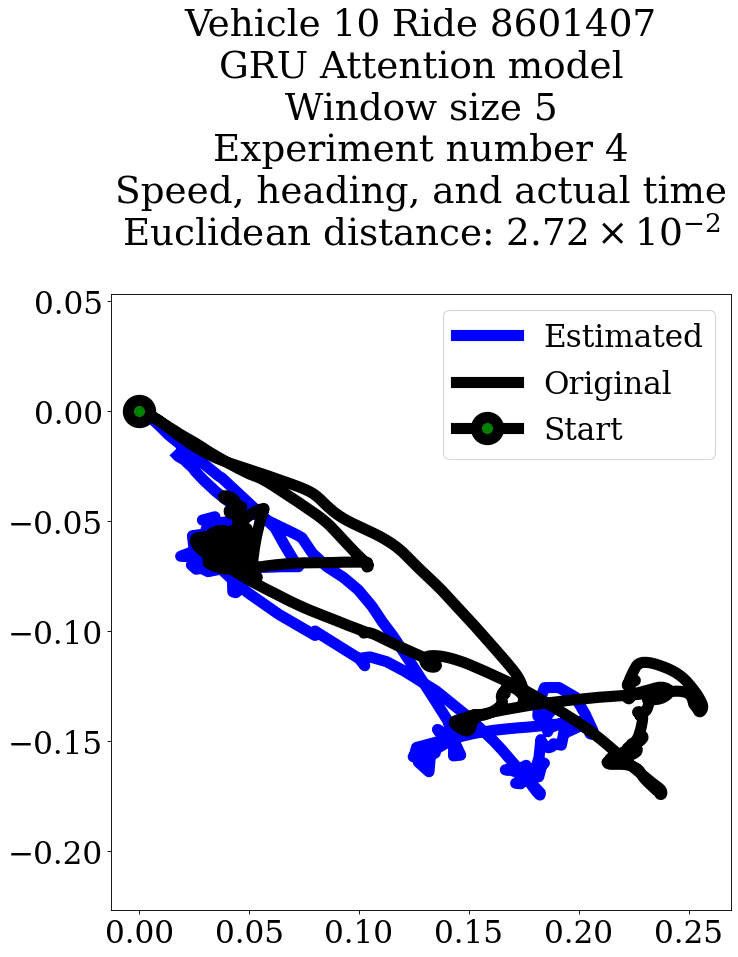 Vehicle 10 Ride 8601407
GRU Attention model
Window size 5
Experiment number 4
Speed, heading, and actual time
Euclidean distance: 2.72 × 10⁻²
Estimated
Original
Start
0.05
0.00
−0.05
−0.10
−0.15
−0.20
0.00 0.05 0.10 0.15 0.20 0.25